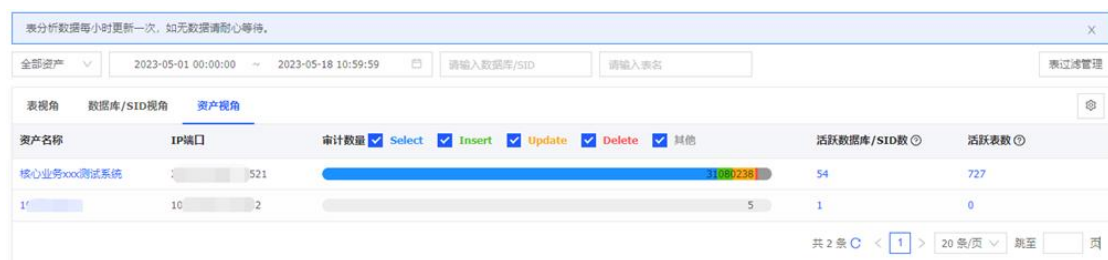 表分析数据每小时更新一次，如无数据请耐心等待。
全部资产 2023-05-01 00:00:00 ~ 2023-05-18 10:59:59 请输入数据库/SID 请输入表名 表过滤管理
表视角 数据库/SID视角 资产视角
资产名称 IP端口 审计数量 Select Insert Update Delete 其他 活跃数据库/SID数 活跃表数
核心业务xxx测试系统 521 31080238 54 727
10 2 5 1 0
共 2 条 < 1 > 20 条/页 跳至 页